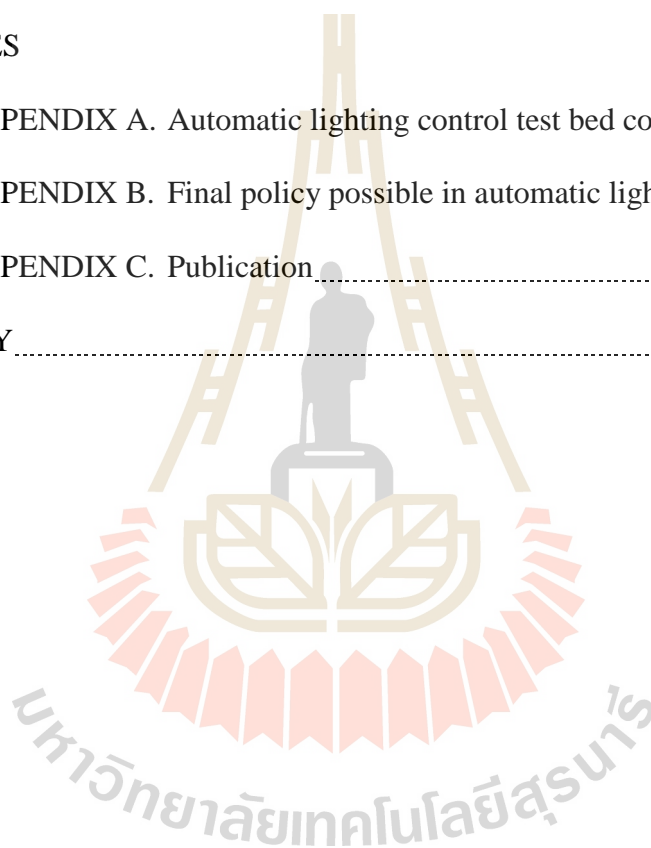 ES
PENDIX A. Automatic lighting control test bed co
PENDIX B. Final policy possible in automatic ligh
PENDIX C. Publication
Y
มหาวิทยาลัยเทคโนโลยีสุรนารี